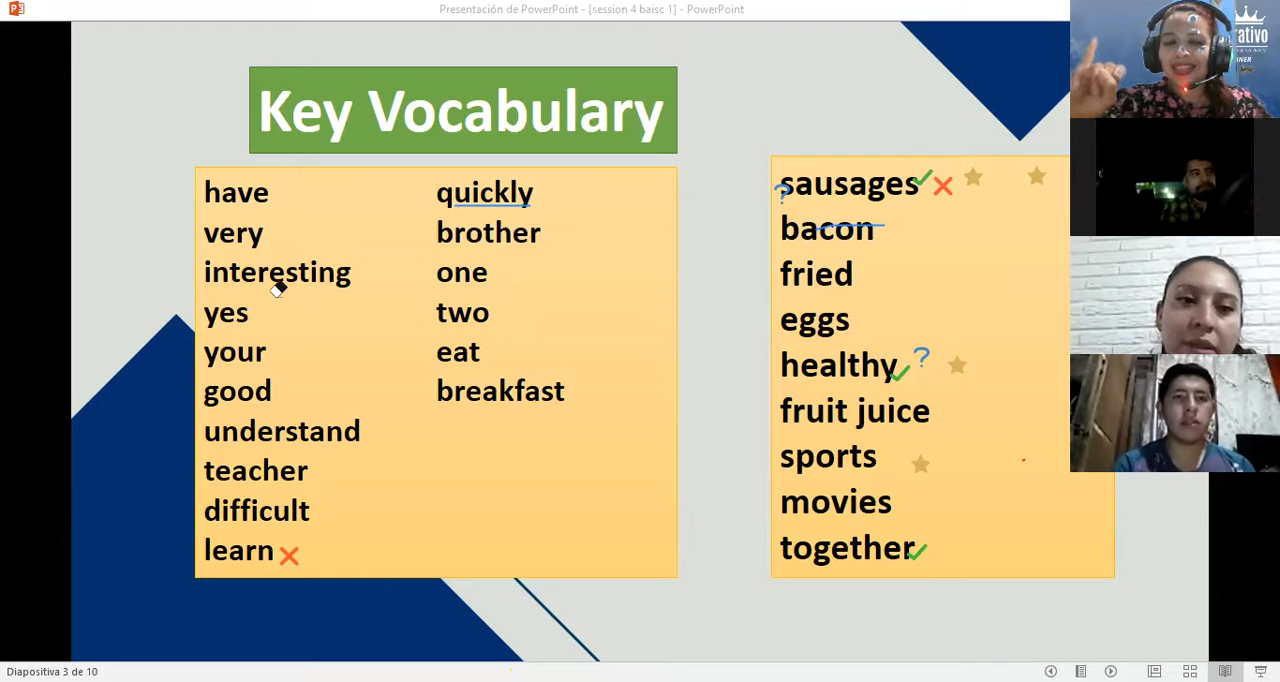 Presentación de PowerPoint - [session 4 baisc 1] - PowerPoint
Key Vocabulary
have
very
interesting
yes
your
good
understand
teacher
difficult
learn
quickly
brother
one
two
eat
breakfast
sausages
?
bacon
fried
eggs
healthy ?
fruit juice
sports
movies
together
Diapositiva 3 de 10